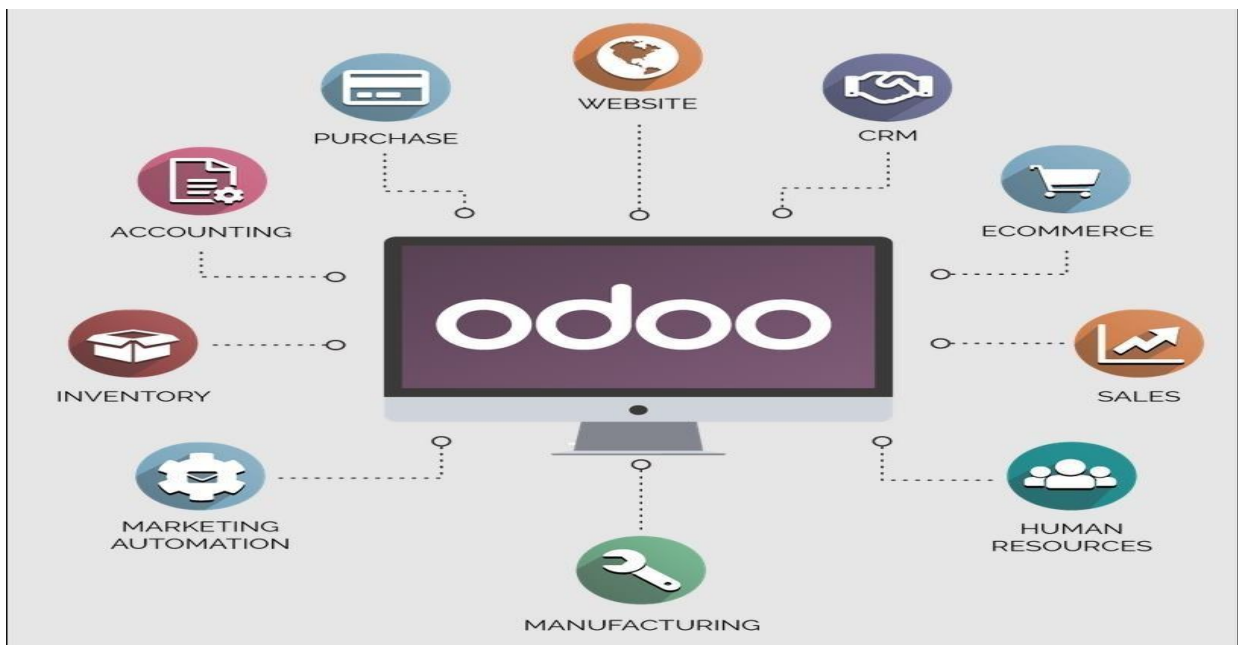 WEBSITE
PURCHASE
CRM
ACCOUNTING
ECOMMERCE
odoo
INVENTORY
SALES
MARKETING
AUTOMATION
HUMAN
RESOURCES
MANUFACTURING